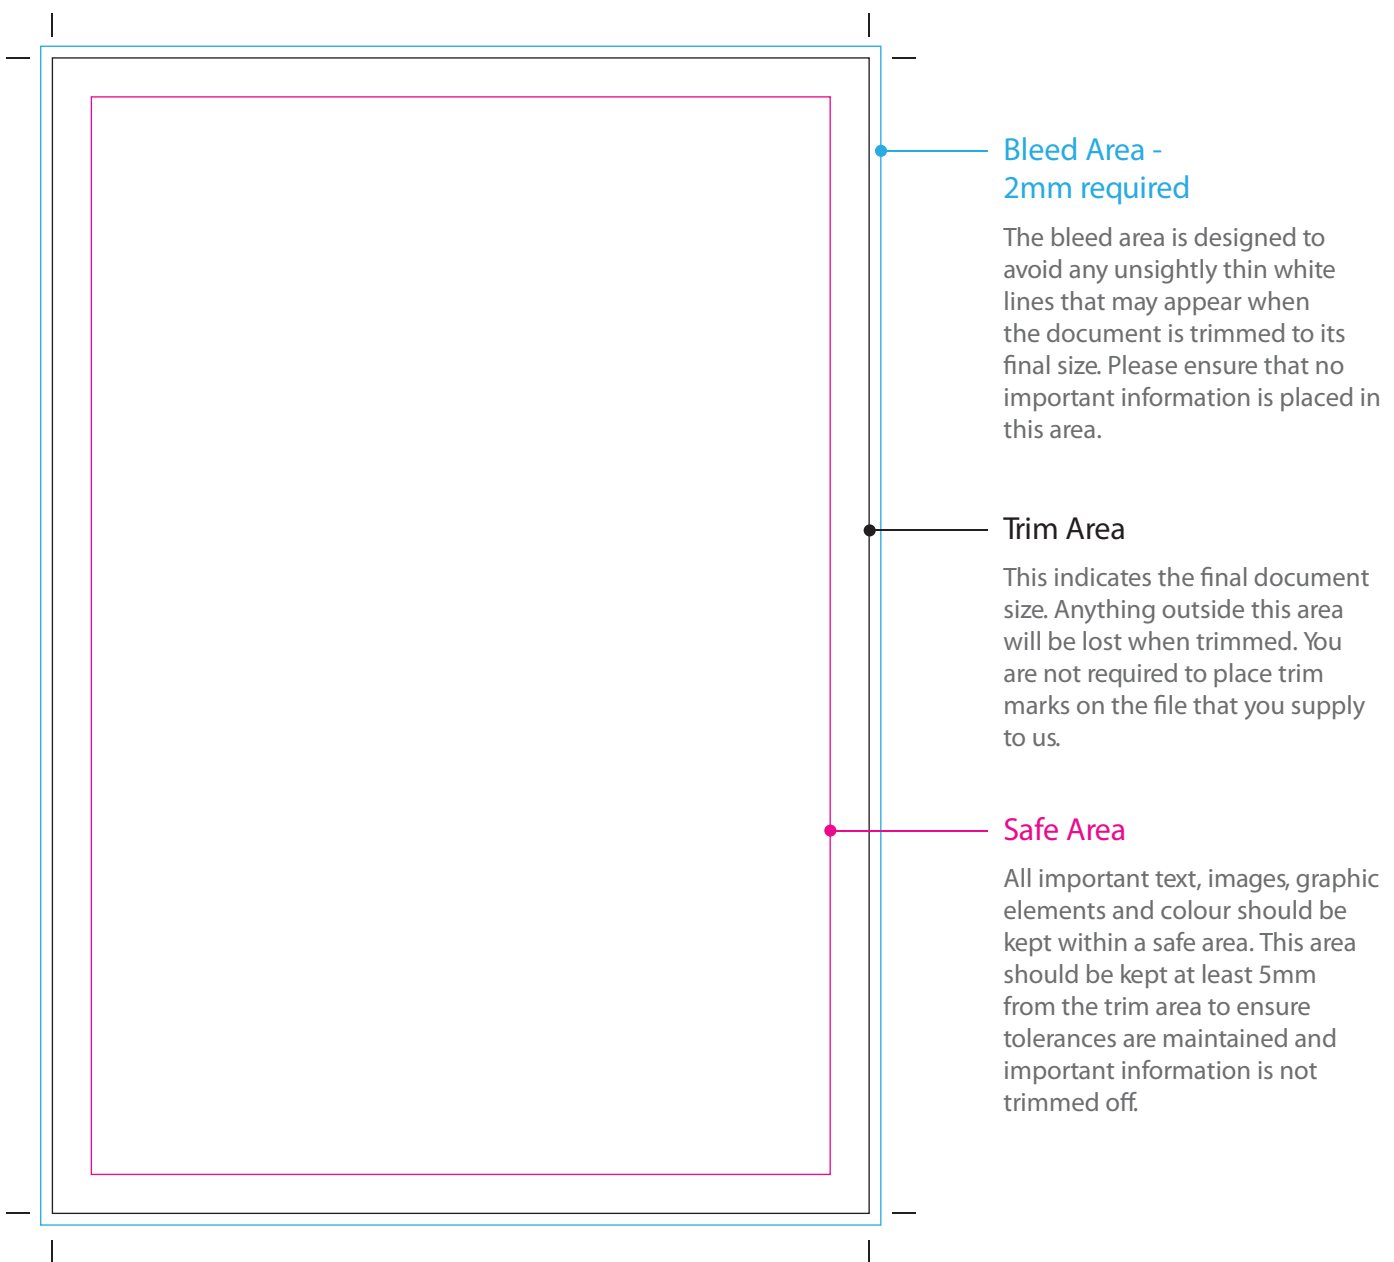 Bleed Area -
2mm required
The bleed area is designed to
avoid any unsightly thin white
lines that may appear when
the document is trimmed to its
final size. Please ensure that no
important information is placed in
this area.
Trim Area
This indicates the final document
size. Anything outside this area
will be lost when trimmed. You
are not required to place trim
marks on the file that you supply
to us.
Safe Area
All important text, images, graphic
elements and colour should be
kept within a safe area. This area
should be kept at least 5mm
from the trim area to ensure
tolerances are maintained and
important information is not
trimmed off.